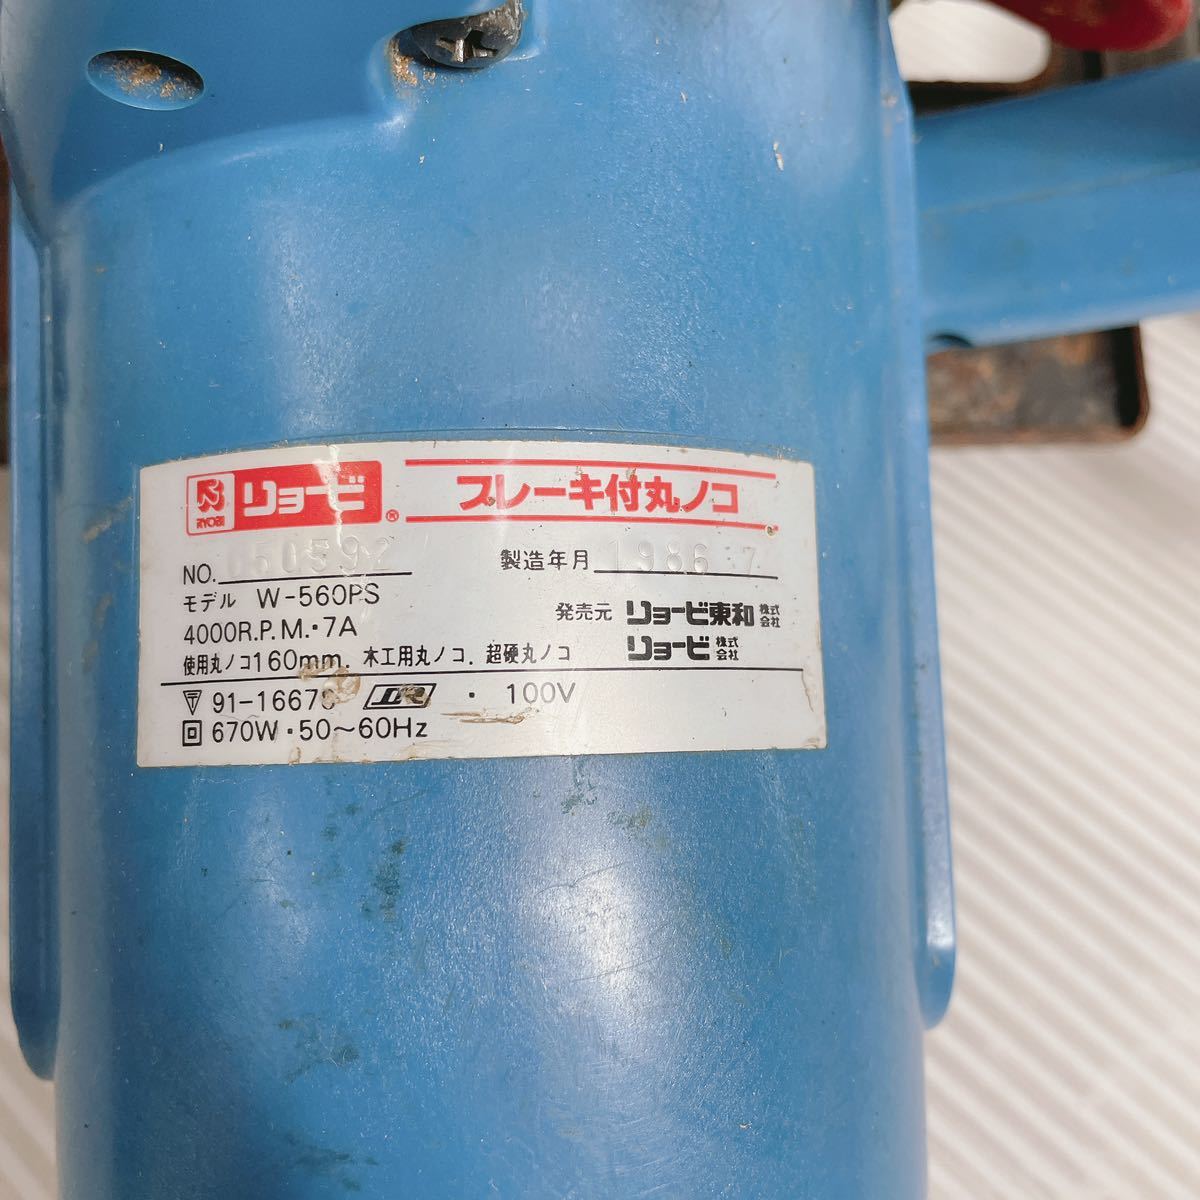 RYOBI リョービ® ブレーキ付丸ノコ
NO. 050592
製造年月 1986 7
モデル W-560PS
発売元 リョービ東和 株式会社
4000R.P.M.・7A
リョービ 株式会社
使用丸ノコ160mm. 木工用丸ノコ. 超硬丸ノコ
91-16678 ・ 100V
670W・50〜60Hz